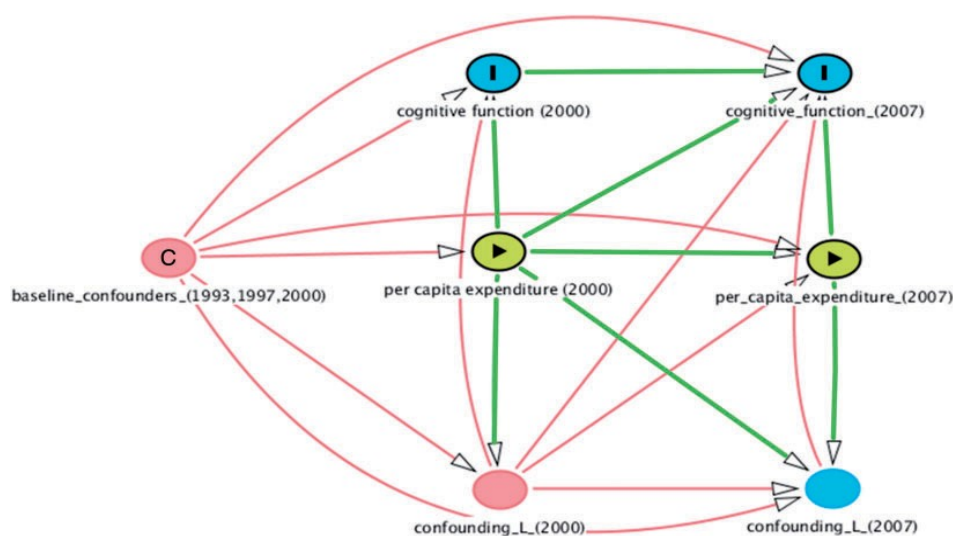 I
I
cognitive function (2000)
cognitive_function_(2007)
C
baseline_confounders_(1993,1997,2000)
per capita expenditure (2000)
per_capita_expenditure_(2007)
confounding_L_(2000)
confounding_L_(2007)